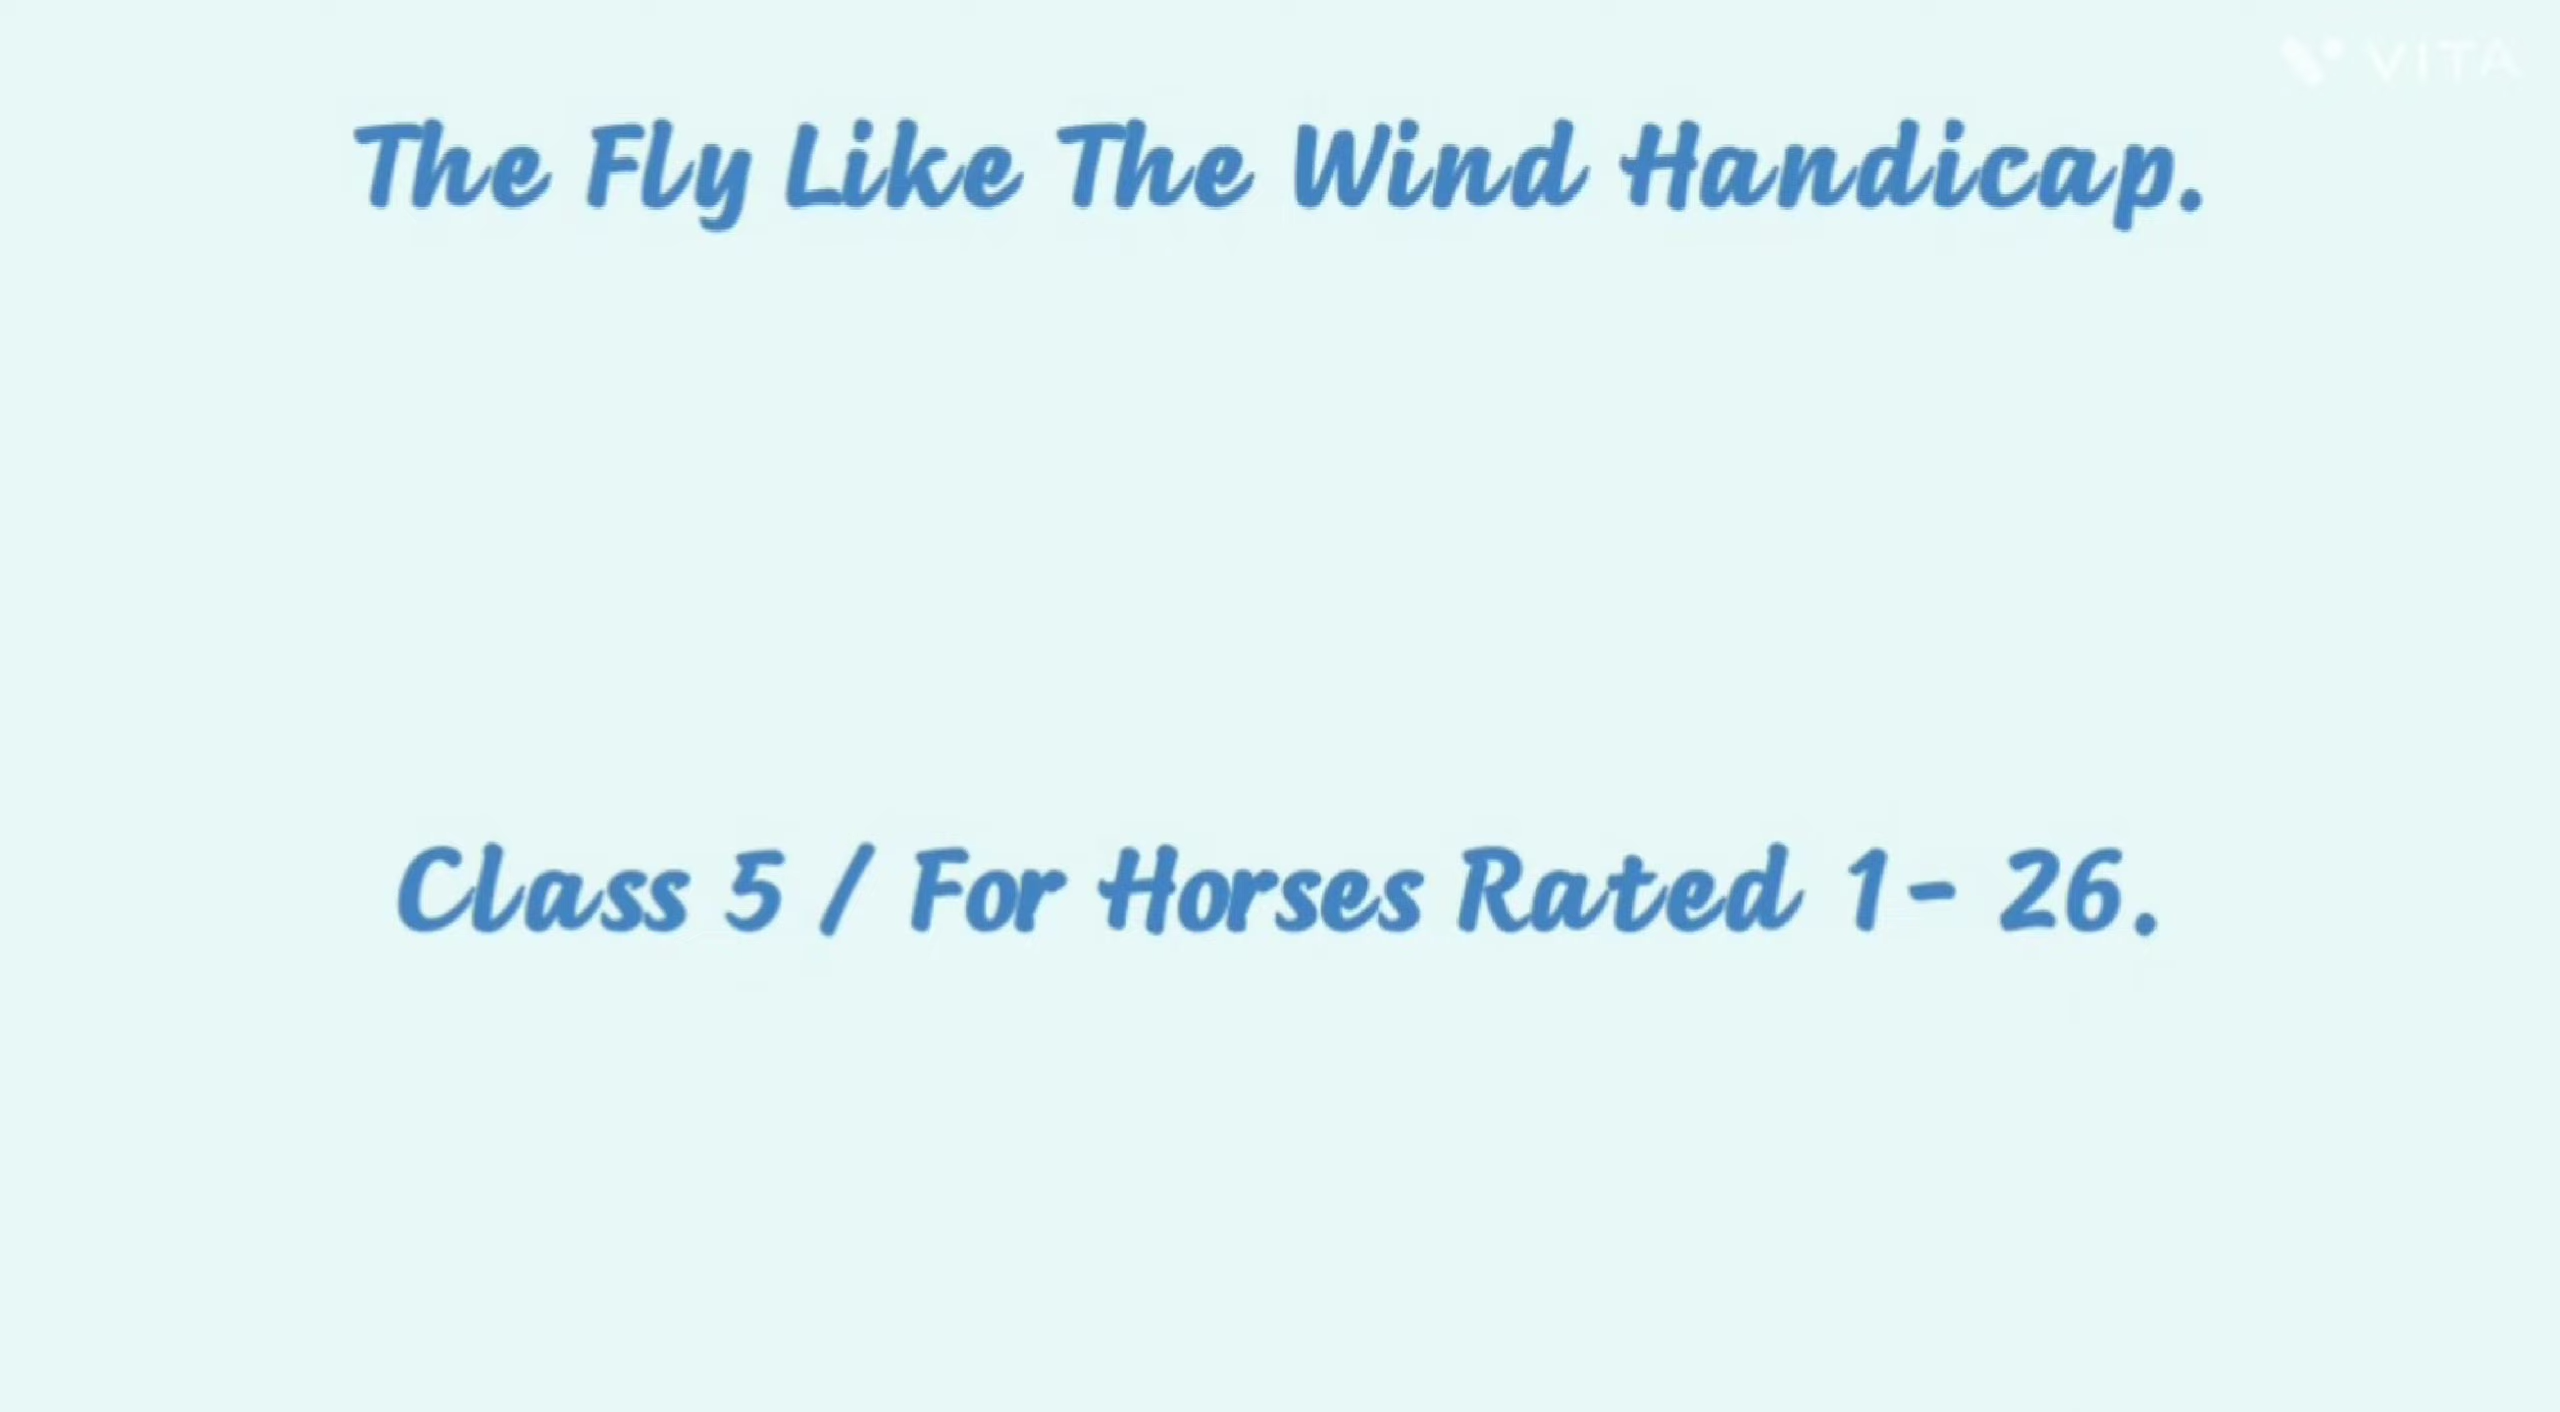 VITA
The Fly Like The Wind Handicap.
Class 5 / For Horses Rated 1 - 26.